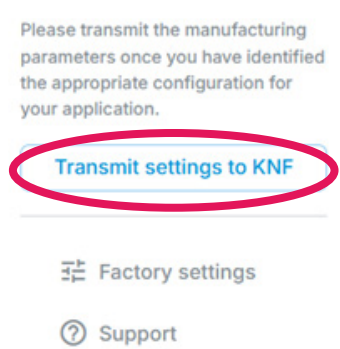 Please transmit the manufacturing
parameters once you have identified
the appropriate configuration for
your application.
Transmit settings to KNF
Factory settings
Support